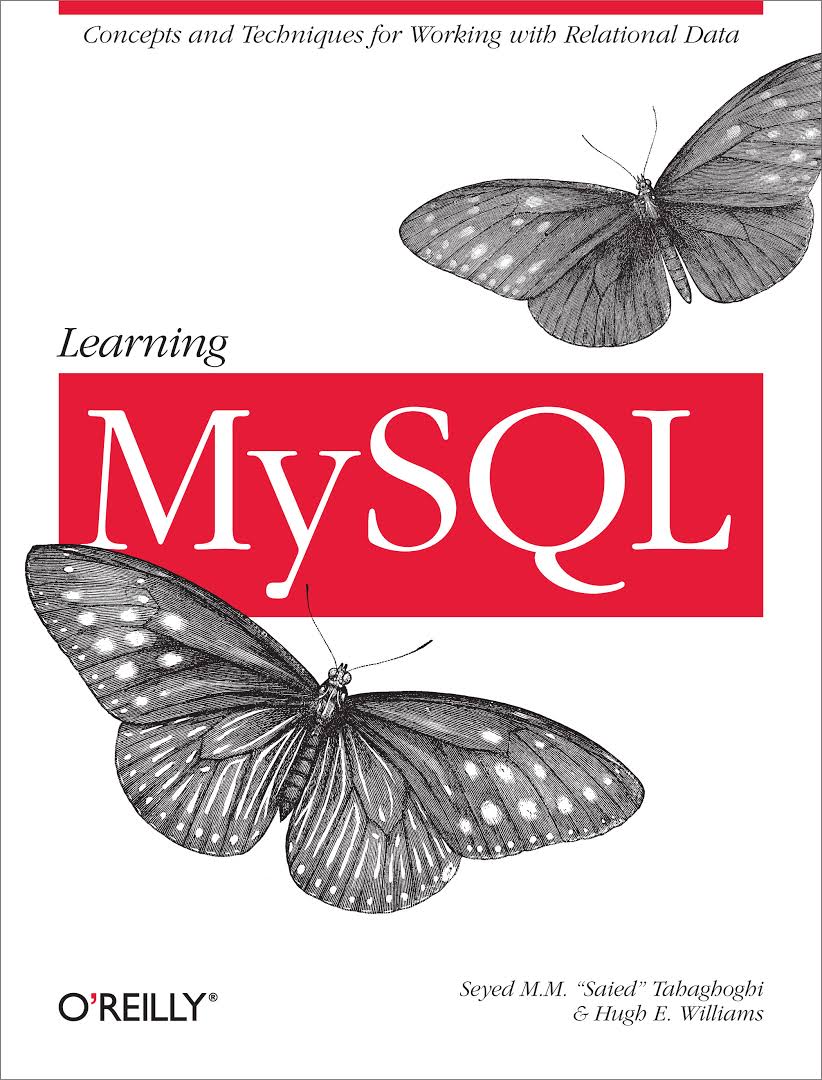 Concepts and Techniques for Working with Relational Data
Learning
MySQL
O'REILLY®
Seyed M.M. “Saied” Tahaghoghi
& Hugh E. Williams